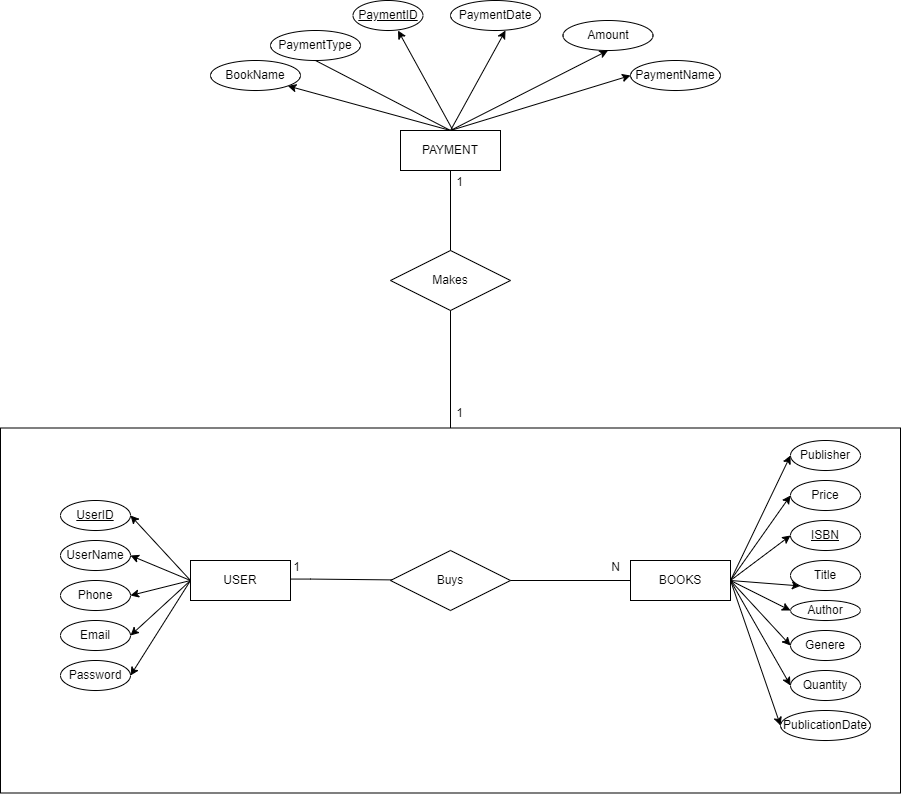 PaymentID
PaymentDate
PaymentType
Amount
BookName
PaymentName
PAYMENT
1
Makes
1
Publisher
Price
UserID
ISBN
UserName
1
N
Title
USER
Buys
BOOKS
Phone
Author
Email
Genere
Password
Quantity
PublicationDate